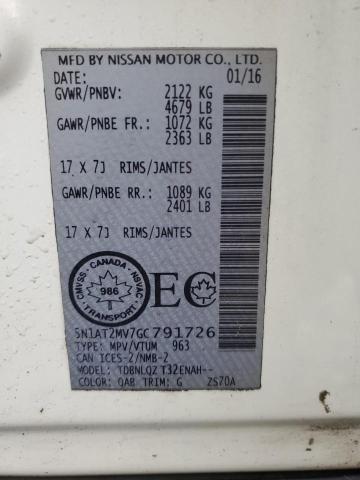 MFD BY NISSAN MOTOR CO., LTD.
DATE: 01/16
GVWR/PNBV: 2122 KG
4679 LB
GAWR/PNBE FR.: 1072 KG
2363 LB
17 X 7J RIMS/JANTES
GAWR/PNBE RR.: 1089 KG
2401 LB
17 X 7J RIMS/JANTES
CMVSS - CANADA - NSVAC
986
TRANSPORT
EC
5N1AT2MV7GC791726
TYPE: MPV/VTUM 963
CAN ICES-2/NMB-2
MODEL: TDBNLQZ T32ENAH--
COLOR: QAB TRIM: G ZS70A